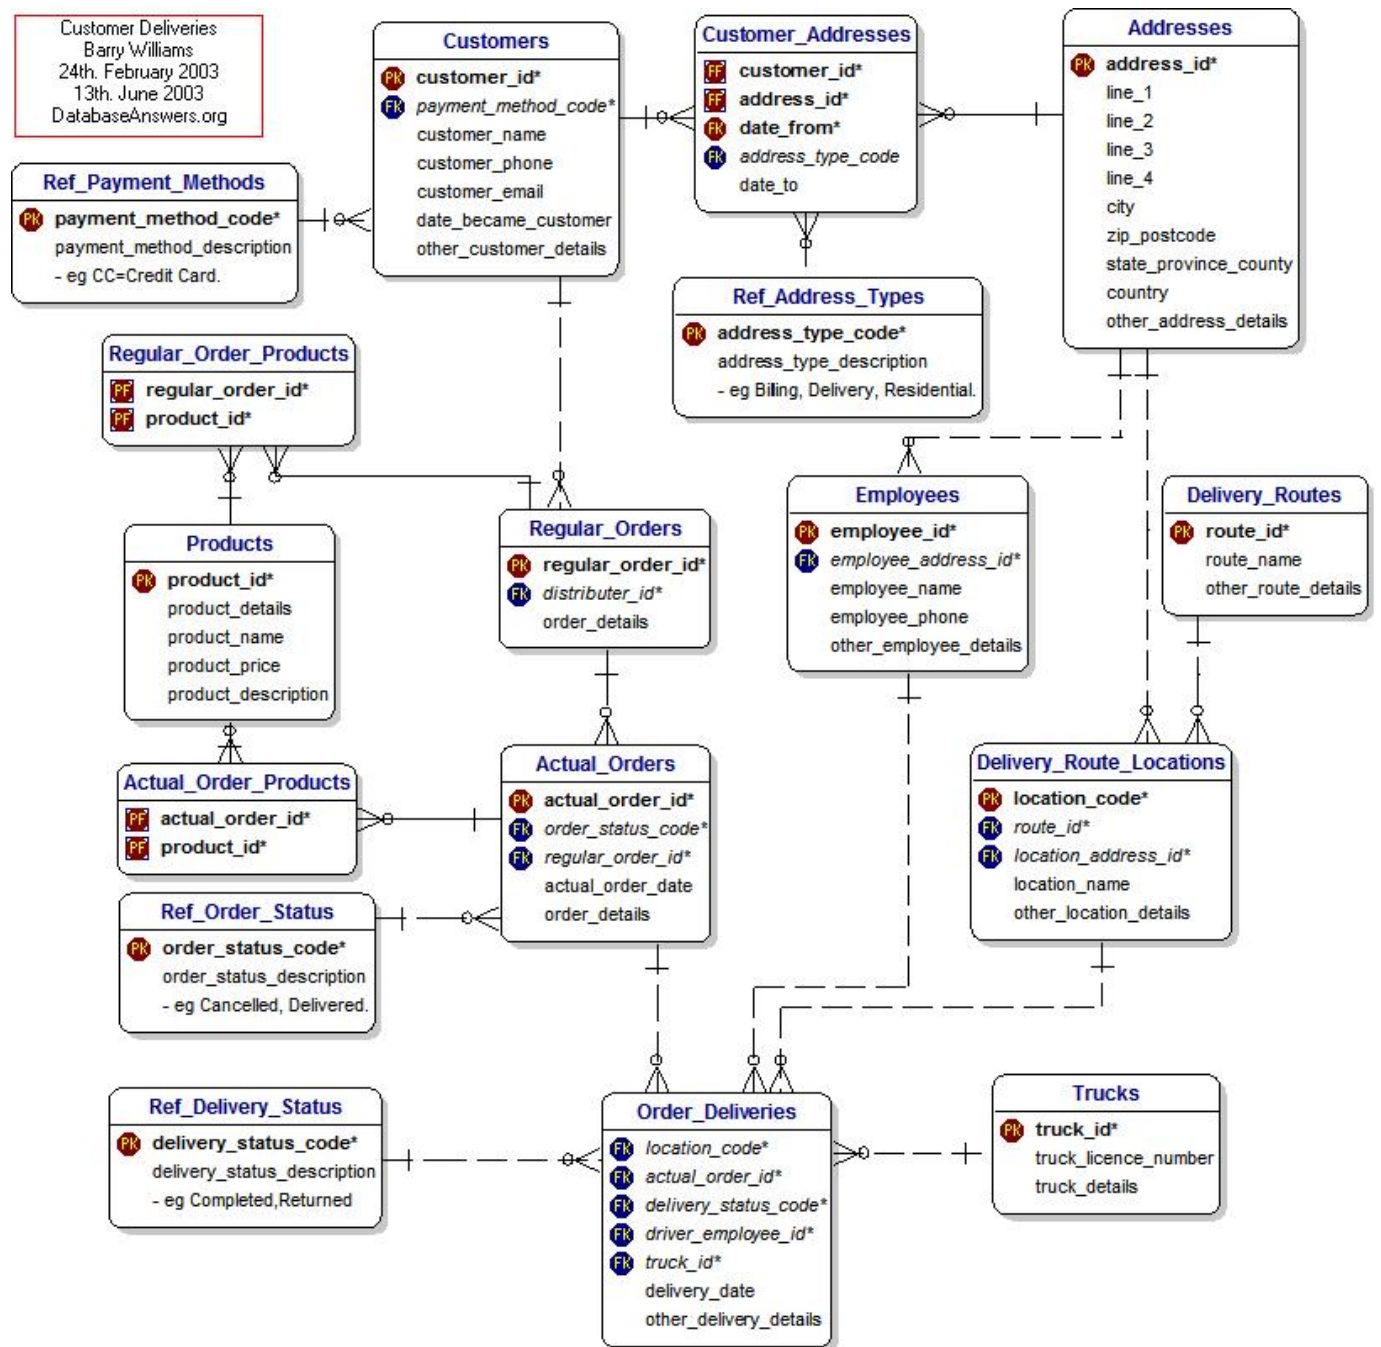 Customer Deliveries
Barry Williams
24th. February 2003
13th. June 2003
DatabaseAnswers.org
Customers
PK customer_id*
FK payment_method_code*
customer_name
customer_phone
customer_email
date_became_customer
other_customer_details
Customer_Addresses
FF customer_id*
FF address_id*
FK date_from*
FK address_type_code
date_to
Addresses
PK address_id*
line_1
line_2
line_3
line_4
city
zip_postcode
state_province_county
country
other_address_details
Ref_Payment_Methods
PK payment_method_code*
payment_method_description
- eg CC=Credit Card.
Ref_Address_Types
PK address_type_code*
address_type_description
- eg Billing, Delivery, Residential.
Regular_Order_Products
PF regular_order_id*
PF product_id*
Products
PK product_id*
product_details
product_name
product_price
product_description
Regular_Orders
PK regular_order_id*
FK distributer_id*
order_details
Employees
PK employee_id*
FK employee_address_id*
employee_name
employee_phone
other_employee_details
Delivery_Routes
PK route_id*
route_name
other_route_details
Actual_Order_Products
PF actual_order_id*
PF product_id*
Actual_Orders
PK actual_order_id*
FK order_status_code*
FK regular_order_id*
actual_order_date
order_details
Delivery_Route_Locations
PK location_code*
FK route_id*
FK location_address_id*
location_name
other_location_details
Ref_Order_Status
PK order_status_code*
order_status_description
- eg Cancelled, Delivered.
Ref_Delivery_Status
PK delivery_status_code*
delivery_status_description
- eg Completed,Returned
Order_Deliveries
FK location_code*
FK actual_order_id*
FK delivery_status_code*
FK driver_employee_id*
FK truck_id*
delivery_date
other_delivery_details
Trucks
PK truck_id*
truck_licence_number
truck_details